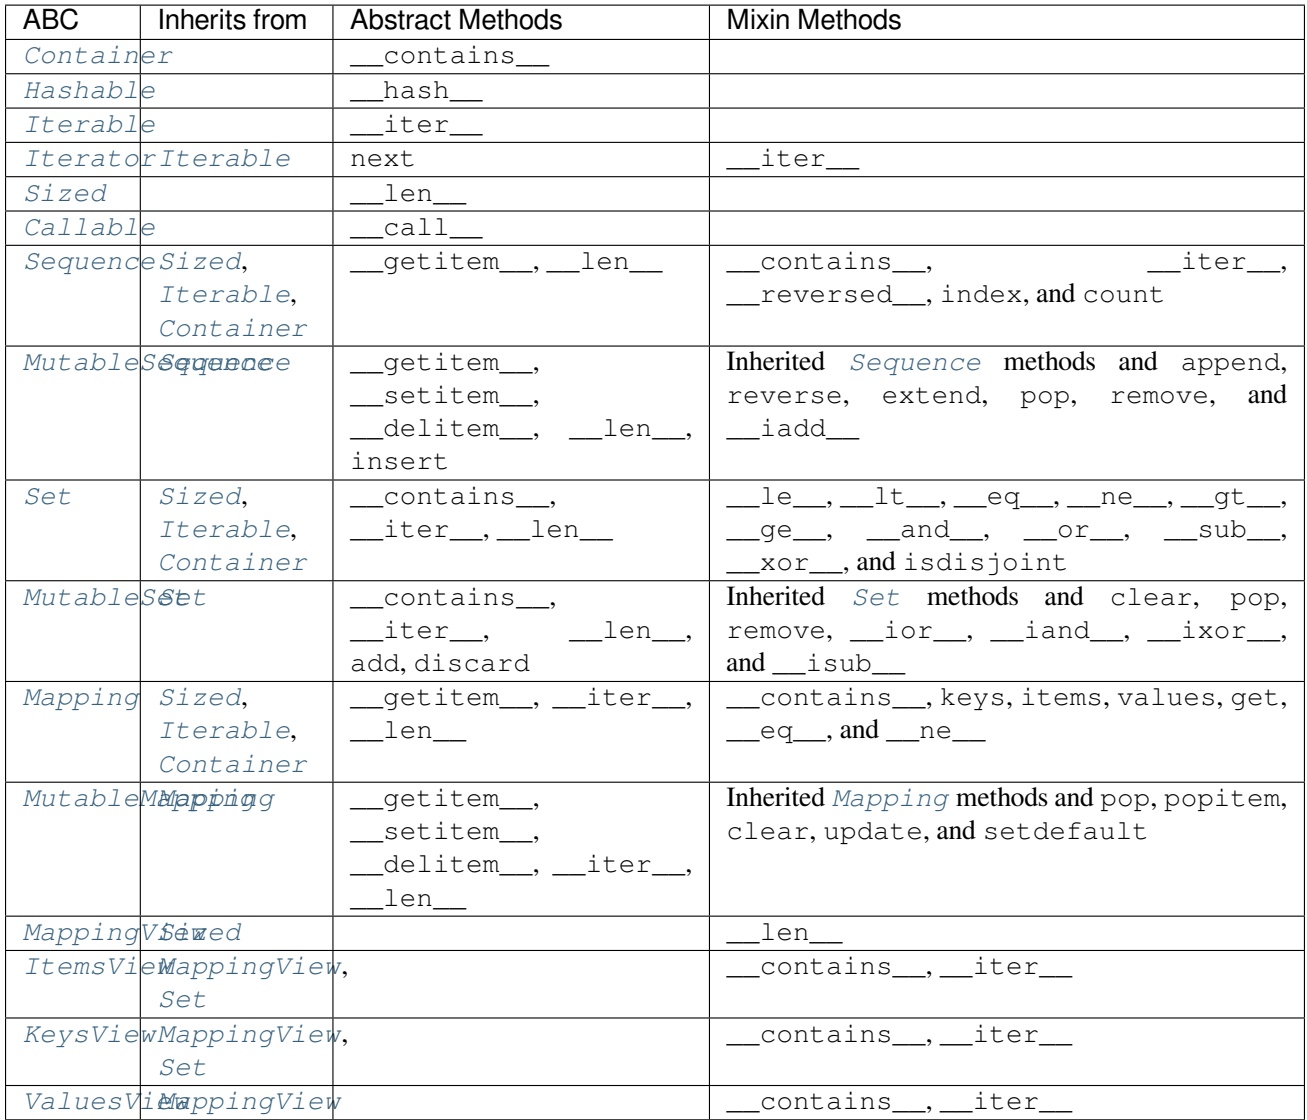 ABC Inherits from Abstract Methods Mixin Methods
Container __contains__
Hashable __hash__
Iterable __iter__
Iterator Iterable next __iter__
Sized __len__
Callable __call__
Sequence Sized, __getitem__, __len__ __contains__, __iter__,
Iterable, __reversed__, index, and count
Container
MutableSequence Sequence __getitem__, Inherited Sequence methods and append,
__setitem__, reverse, extend, pop, remove, and
__delitem__, __len__, __iadd__
insert
Set Sized, __contains__, __le__, __lt__, __eq__, __ne__, __gt__,
Iterable, __iter__, __len__ __ge__, __and__, __or__, __sub__,
Container __xor__, and isdisjoint
MutableSet Set __contains__, Inherited Set methods and clear, pop,
__iter__, __len__, remove, __ior__, __iand__, __ixor__,
add, discard and __isub__
Mapping Sized, __getitem__, __iter__, __contains__, keys, items, values, get,
Iterable, __len__ __eq__, and __ne__
Container
MutableMapping Mapping __getitem__, Inherited Mapping methods and pop, popitem,
__setitem__, clear, update, and setdefault
__delitem__, __iter__,
__len__
MappingView Sized __len__
ItemsView MappingView, __contains__, __iter__
Set
KeysView MappingView, __contains__, __iter__
Set
ValuesView MappingView __contains__, __iter__